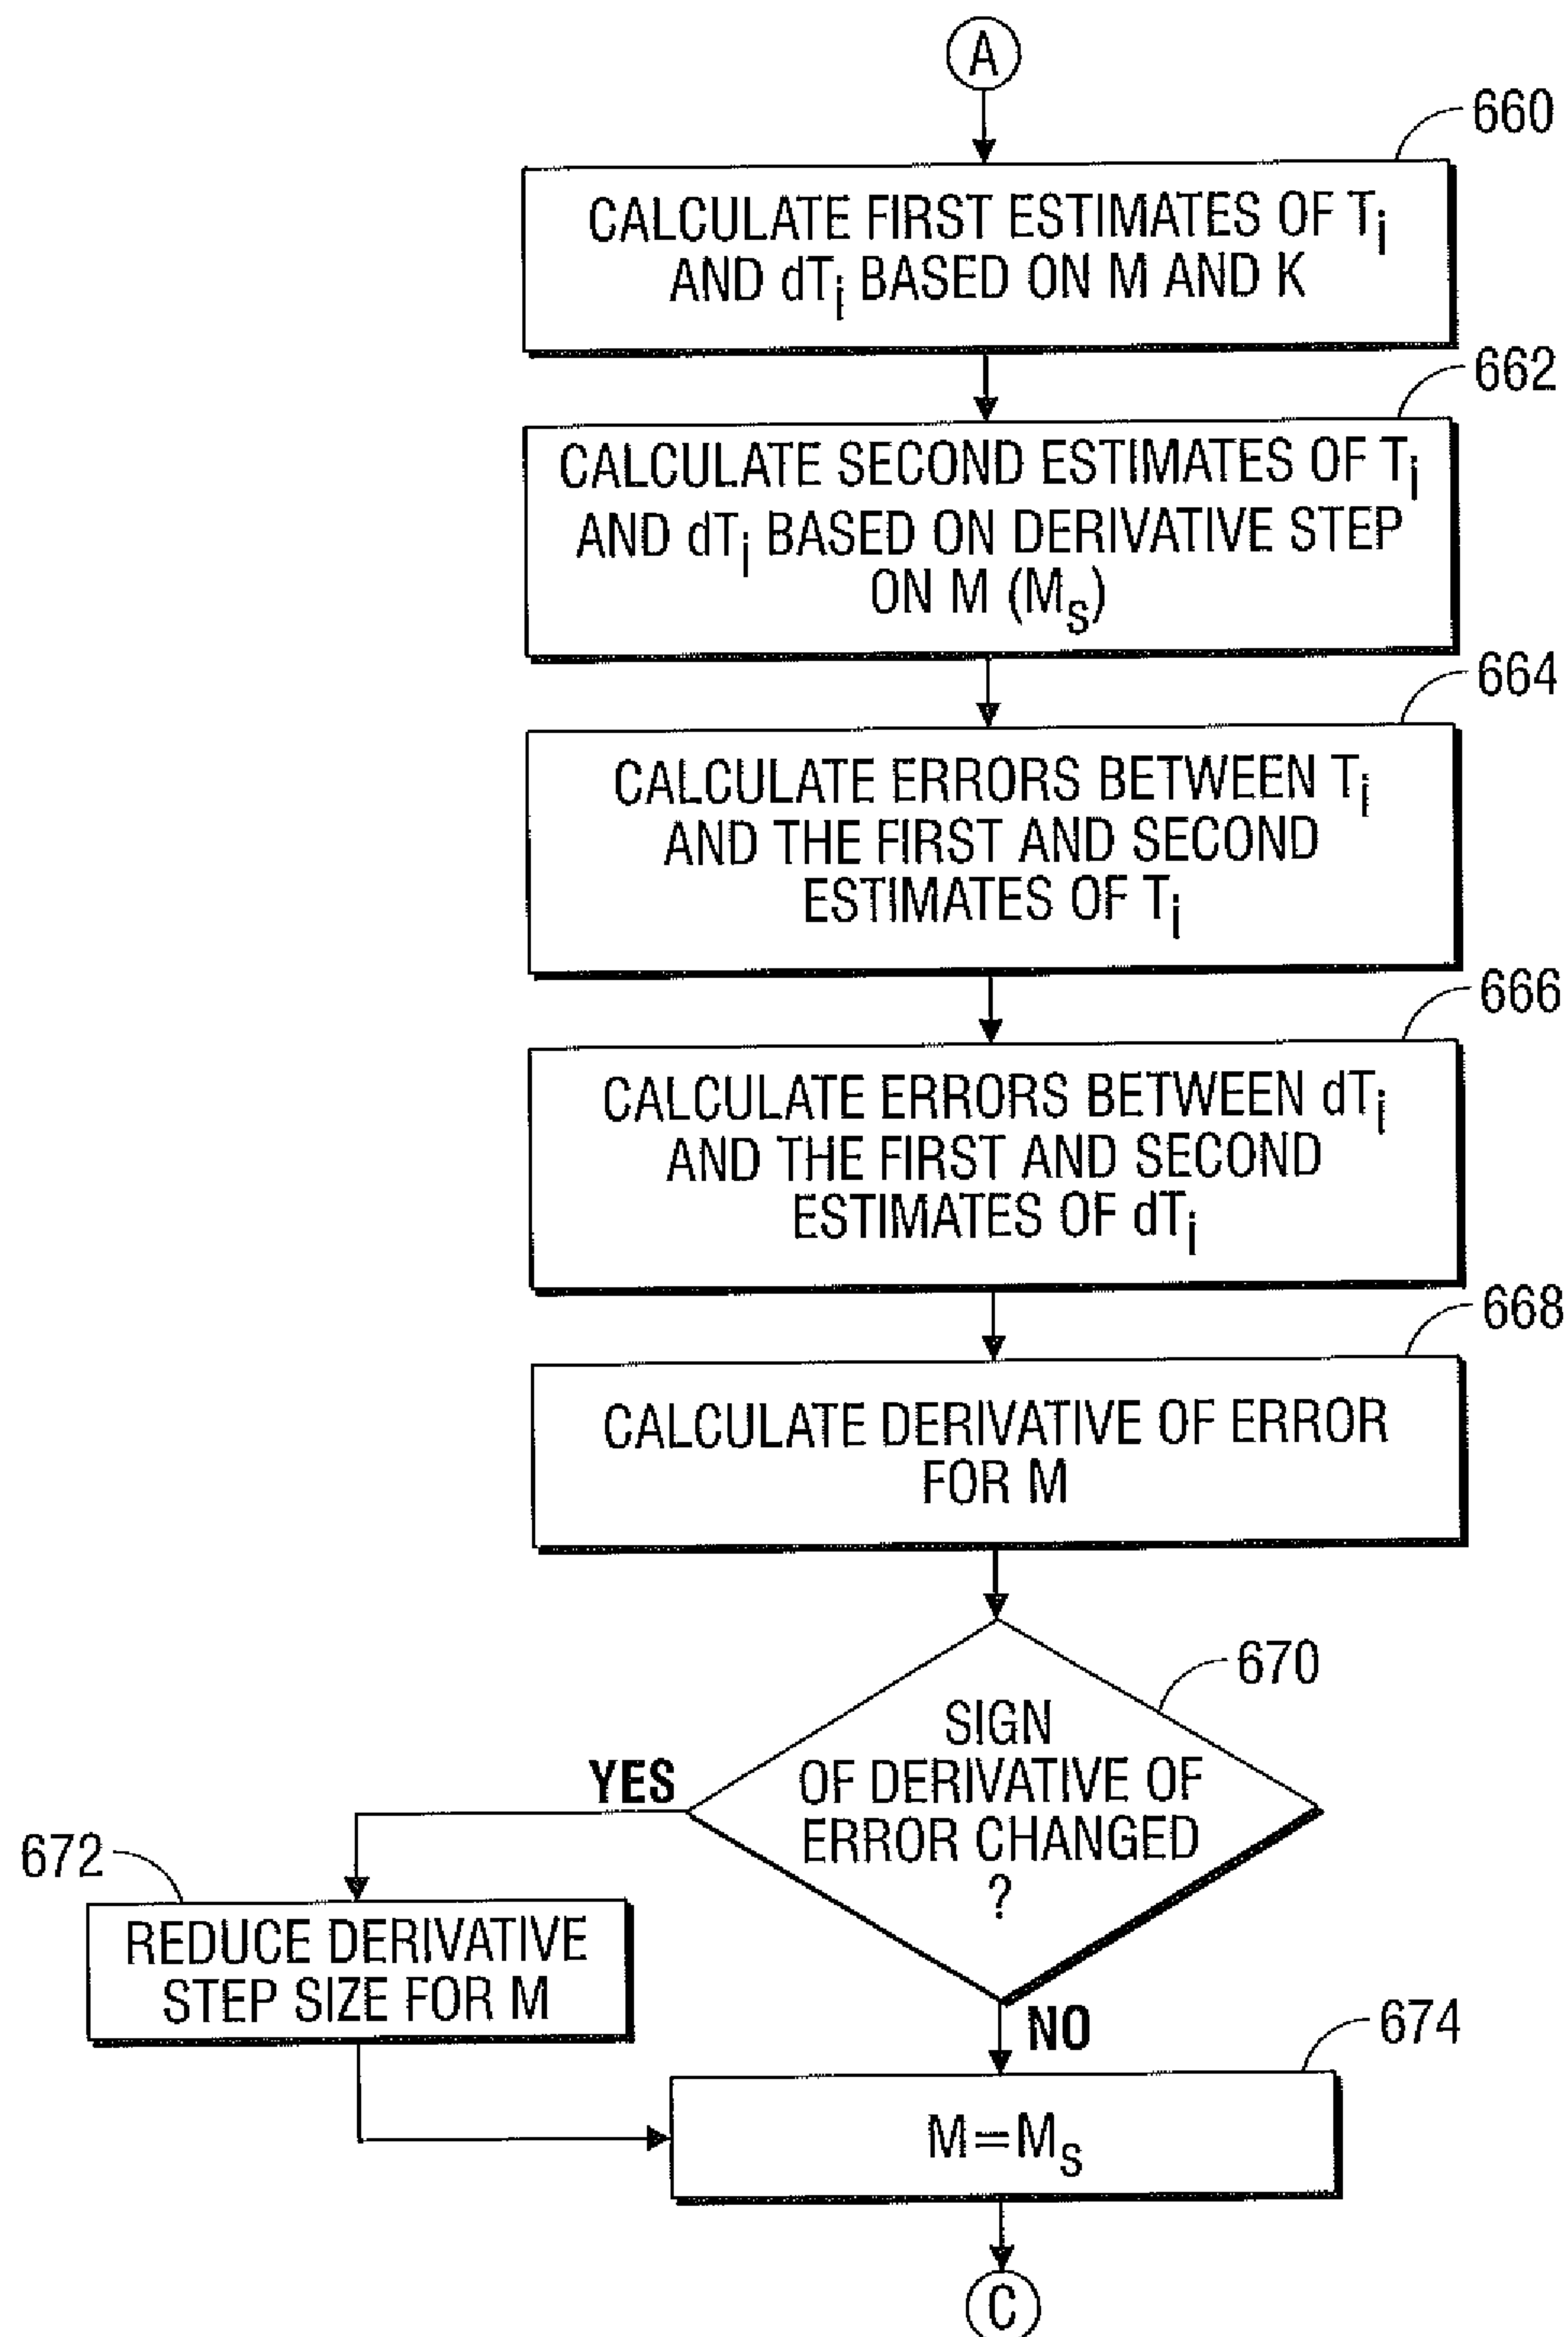 A
660
CALCULATE FIRST ESTIMATES OF Ti
AND dTi BASED ON M AND K
662
CALCULATE SECOND ESTIMATES OF Ti
AND dTi BASED ON DERIVATIVE STEP
ON M (MS)
664
CALCULATE ERRORS BETWEEN Ti
AND THE FIRST AND SECOND
ESTIMATES OF Ti
666
CALCULATE ERRORS BETWEEN dTi
AND THE FIRST AND SECOND
ESTIMATES OF dTi
668
CALCULATE DERIVATIVE OF ERROR
FOR M
670
SIGN
OF DERIVATIVE OF
ERROR CHANGED
?
YES
672
REDUCE DERIVATIVE
STEP SIZE FOR M
NO
674
M=MS
C